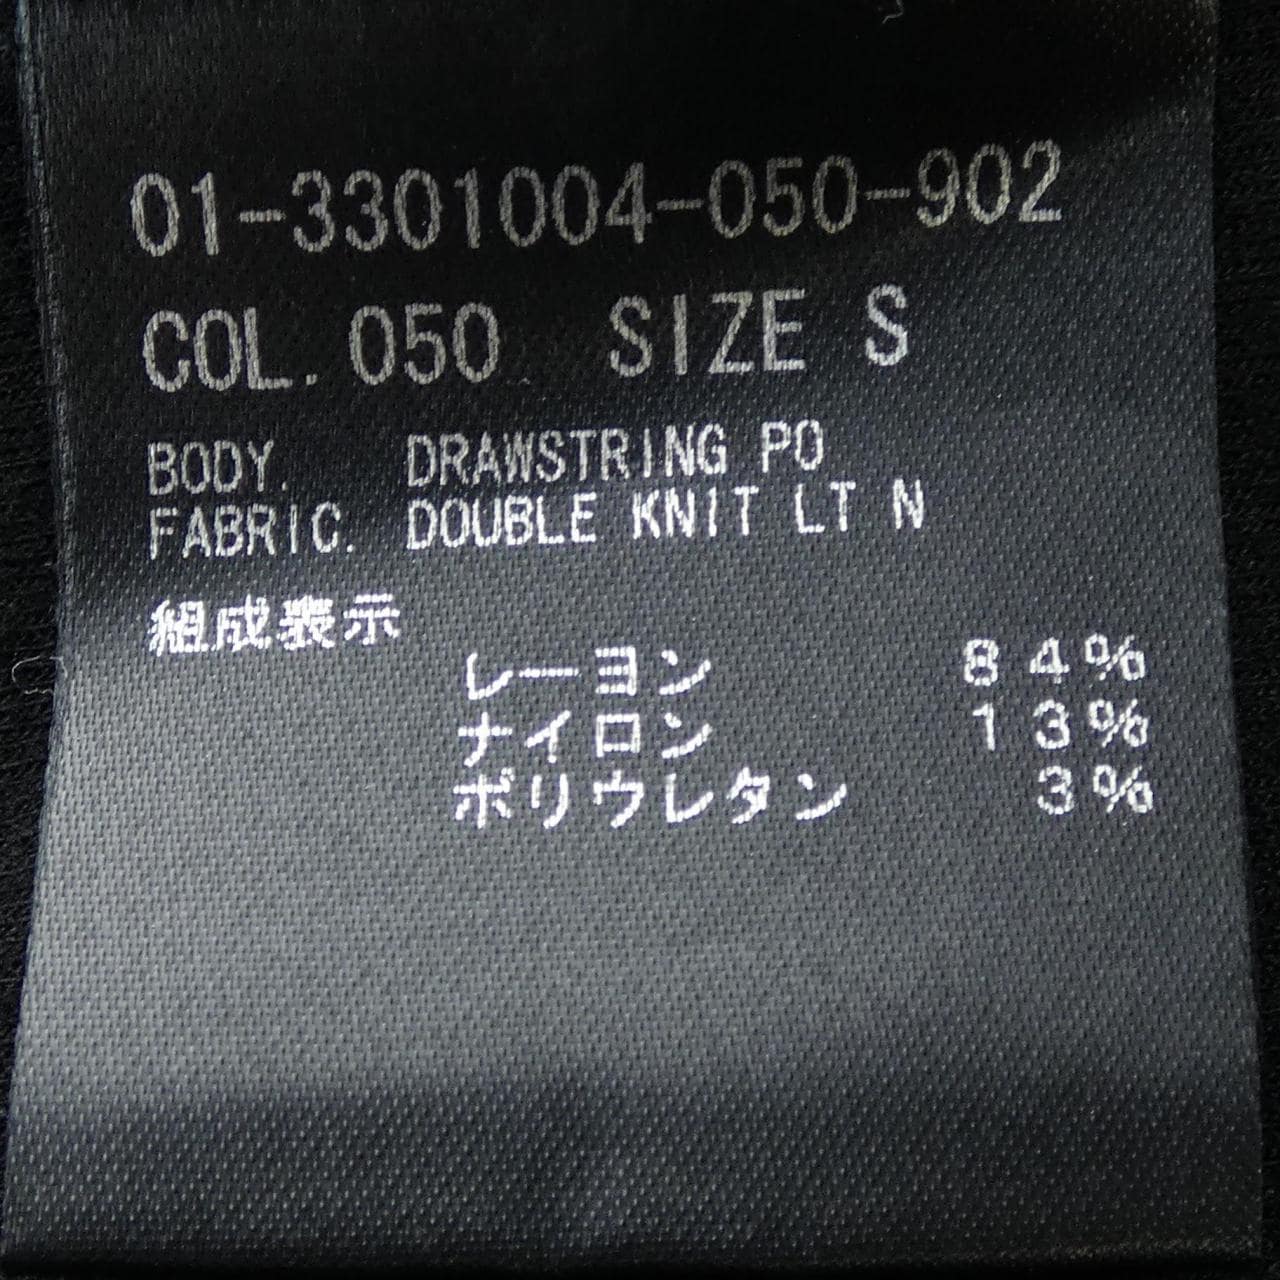 01-3301004-050-902
COL. 050 SIZE S
BODY. DRAWSTRING PO
FABRIC. DOUBLE KNIT LT N
組成表示
レーヨン 84%
ナイロン 13%
ポリウレタン 3%